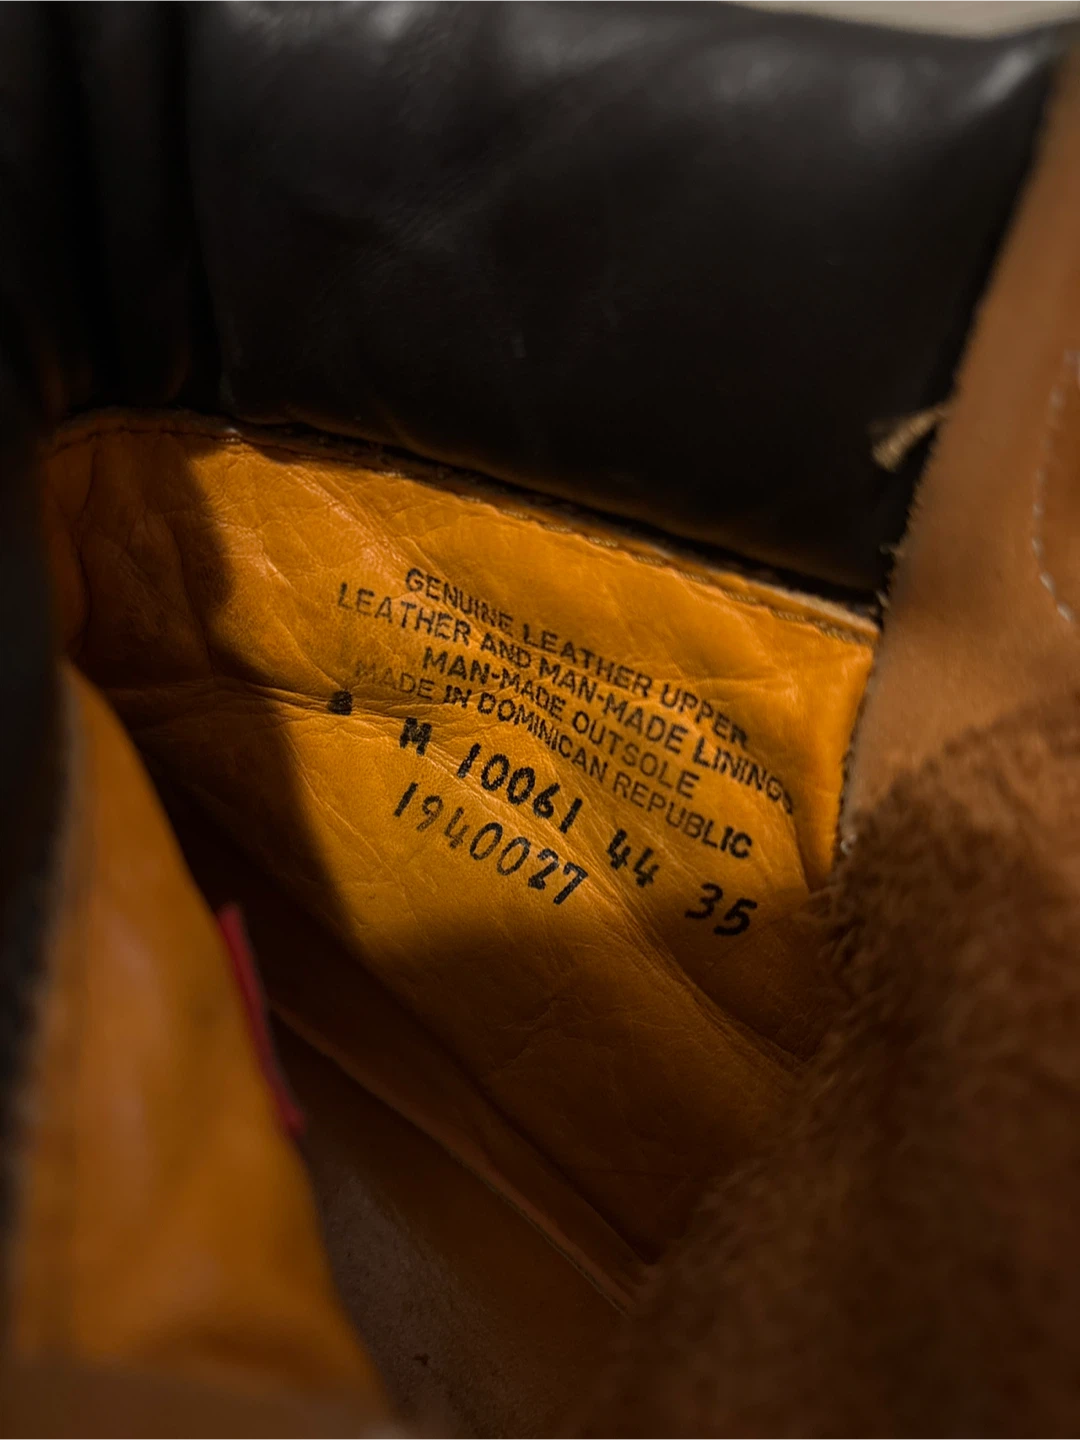 GENUINE LEATHER UPPER
LEATHER AND MAN-MADE LININGS
MAN-MADE OUTSOLE
MADE IN DOMINICAN REPUBLIC
8 M 10061 44 35
1940027